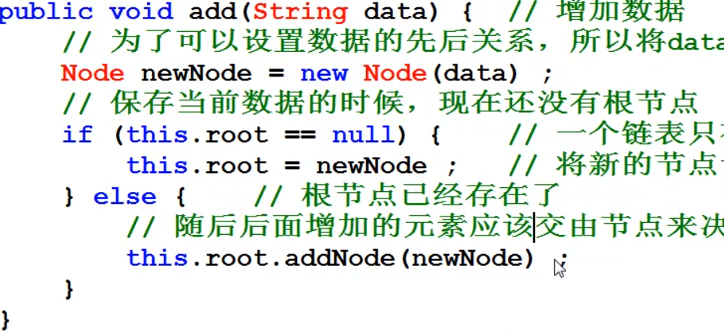 public void add(String data) {  // 增加数据
// 为了可以设置数据的先后关系，所以将data
Node newNode = new Node(data) ;
// 保存当前数据的时候，现在还没有根节点
if (this.root == null) {    // 一个链表只
this.root = newNode ;  // 将新的节点
} else {    // 根节点已经存在了
// 随后后面增加的元素应该交由节点来决
this.root.addNode(newNode) ;
}
}